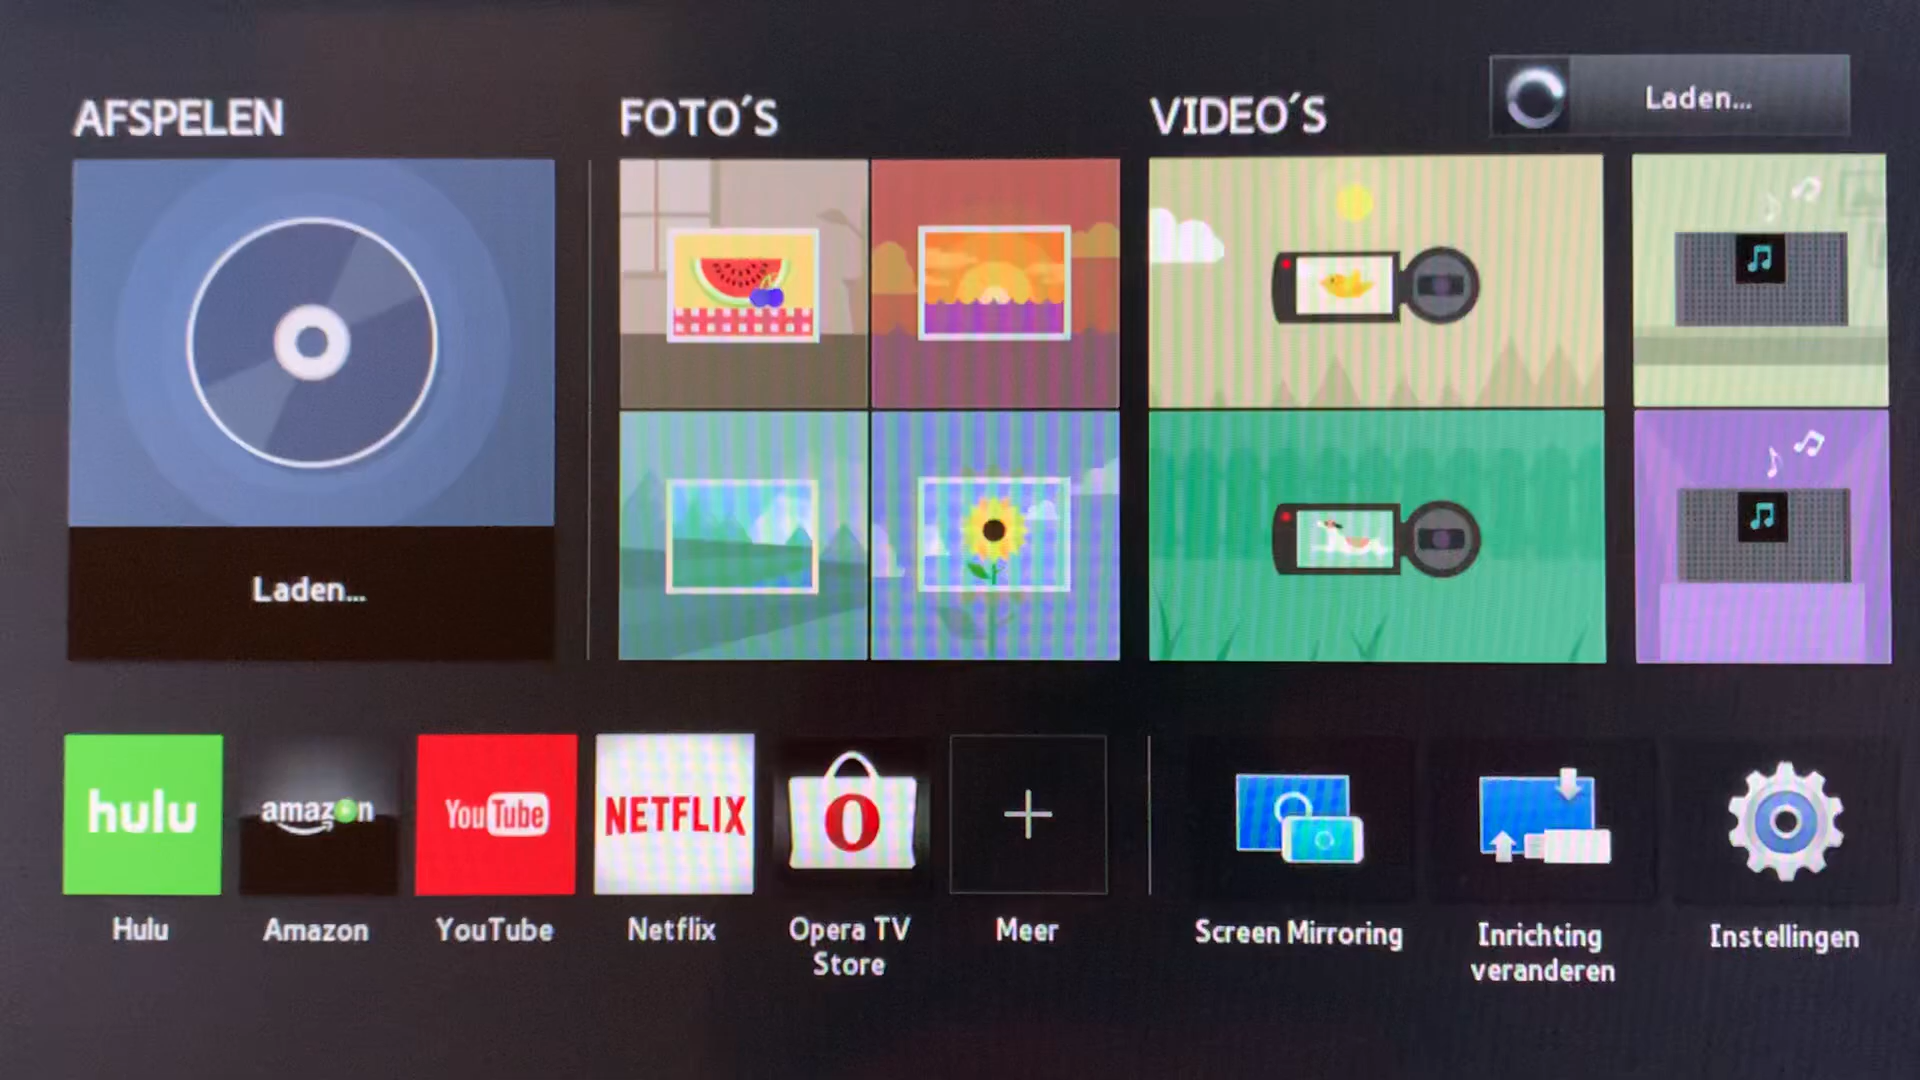 AFSPELEN
FOTO´S
VIDEO´S
Laden...
Laden...
hulu
amazon
YouTube
NETFLIX
Hulu
Amazon
YouTube
Netflix
Opera TV
Store
Meer
Screen Mirroring
Inrichting
veranderen
Instellingen